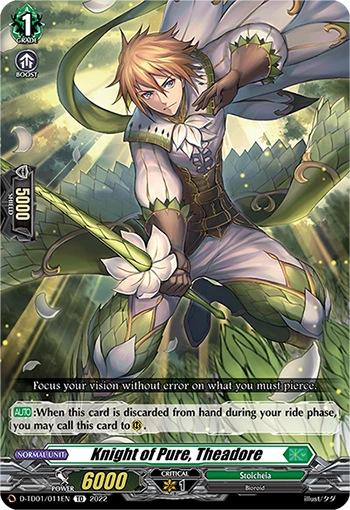 1
GRADE
BOOST
5000
SHIELD
Focus your vision without error on what you must pierce.
AUTO:When this card is discarded from hand during your ride phase,
you may call this card to R.
NORMAL UNIT
Knight of Pure, Theadore
POWER 6000
CRITICAL
1
Stoicheia
Bioroid
D-TD01/011EN TD 2022
illust/タダ